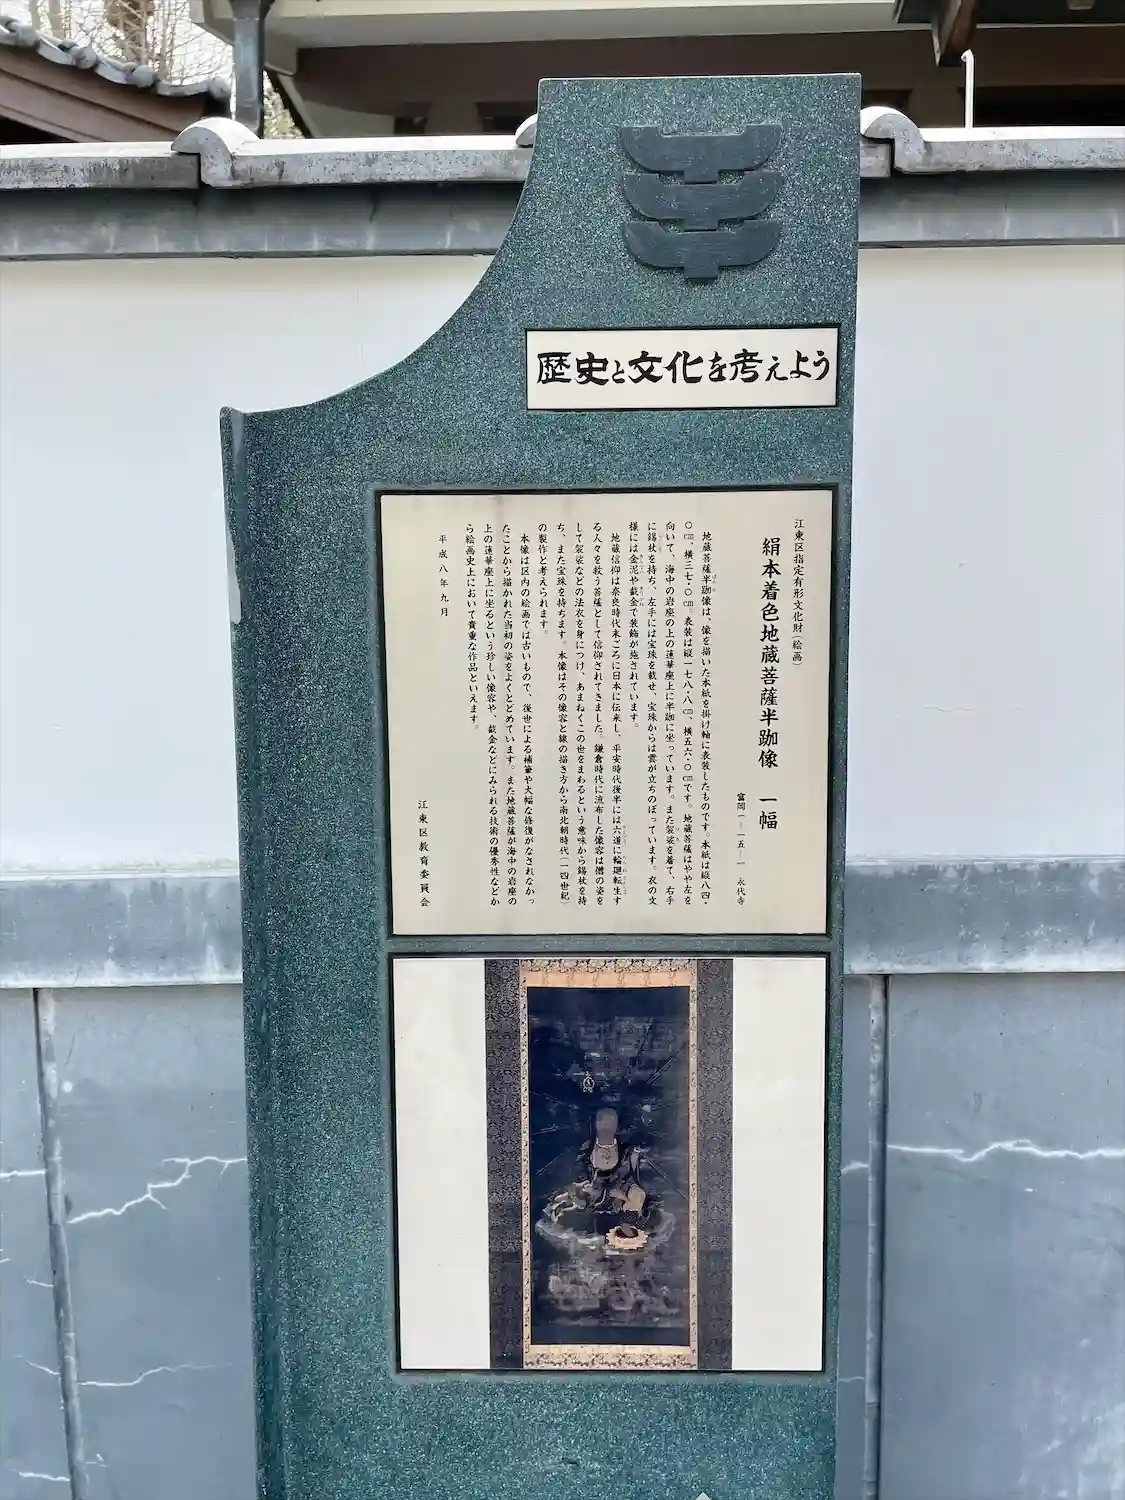 歴史と文化を考えよう
江東区指定有形文化財(絵画)
絹本着色地蔵菩薩半跏像 一幅
富岡一ー一五ー一 永代寺
地蔵菩薩半跏像は、像を描いた本紙を掛け軸に表装したものです。本紙は縦八四・
〇㎝、横三七・〇㎝。表装は縦一七八・八㎝、横五六・〇㎝です。地蔵菩薩はやや左を
向いて、海中の岩座の上の蓮華座上に半跏に坐っています。また袈裟を着て、右手
に錫杖を持ち、左手には宝珠を載せ、宝珠からは雲が立ちのぼっています。衣の文
様には金泥や截金で装飾が施されています。
地蔵信仰は奈良時代末ごろに日本に伝来し、平安時代後半には六道に輪廻転生す
る人々を救う菩薩として信仰されてきました。鎌倉時代に流布した像容は僧の姿を
して袈裟などの法衣を身につけ、あまねくこの世をまわるという意味から錫杖を持
ち、また宝珠を持ちます。本像はその像容と線の描き方から南北朝時代(一四世紀)
の製作と考えられます。
本像は区内の絵画では古いもので、後世による補筆や大幅な修復がなされなかっ
たことから描かれた当初の姿をよくとどめています。また地蔵菩薩が海中の岩座の
上の蓮華座上に坐るという珍しい像容や、截金などにみられる技術の優秀性などか
ら絵画史上において貴重な作品といえます。
平成八年九月
江東区教育委員会